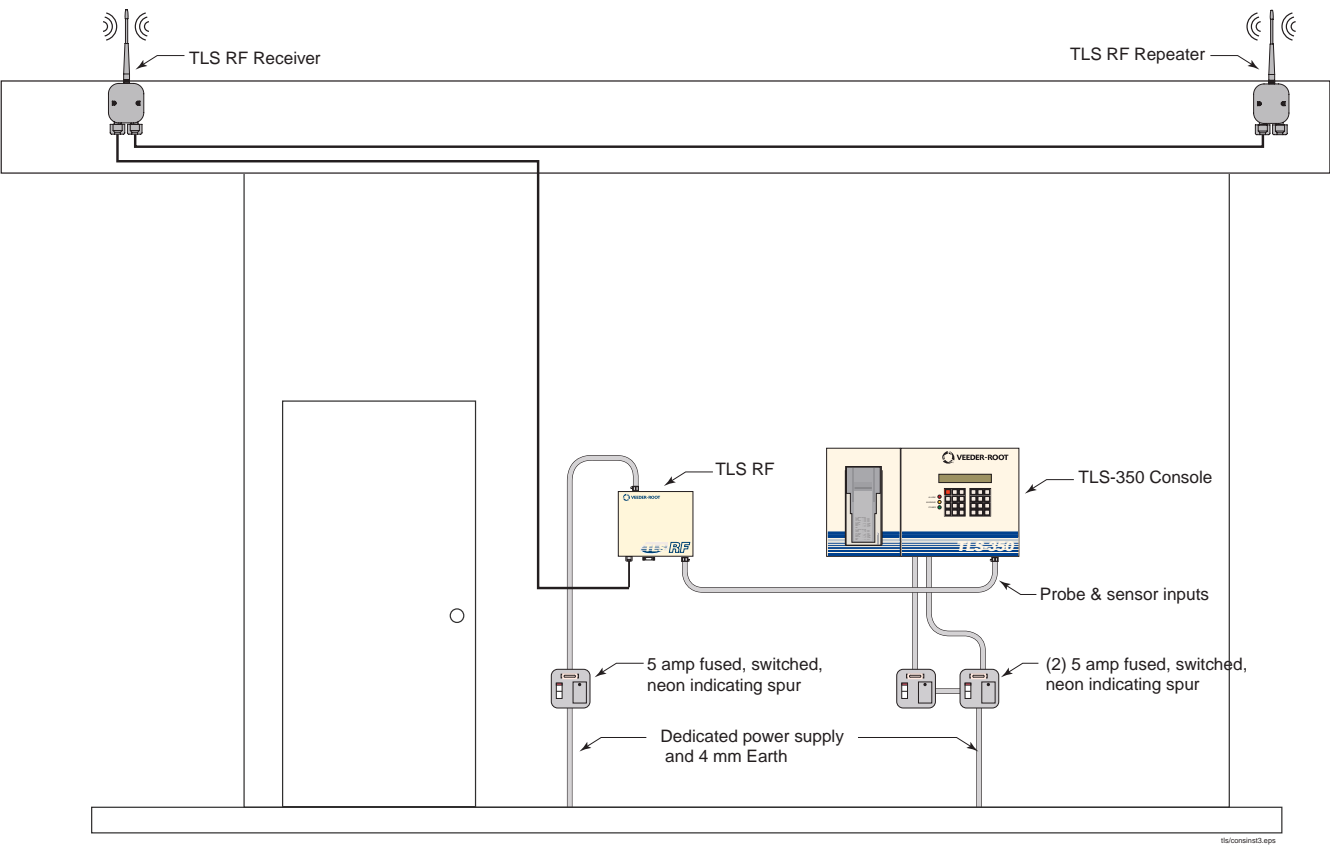 TLS RF Receiver
TLS RF Repeater
VEEDER-ROOT
TLS RF
TLS-350 Console
VEEDER-ROOT
TLS-RF
TLS-350
Probe & sensor inputs
5 amp fused, switched,
neon indicating spur
(2) 5 amp fused, switched,
neon indicating spur
Dedicated power supply
and 4 mm Earth
tls/consinst3.eps